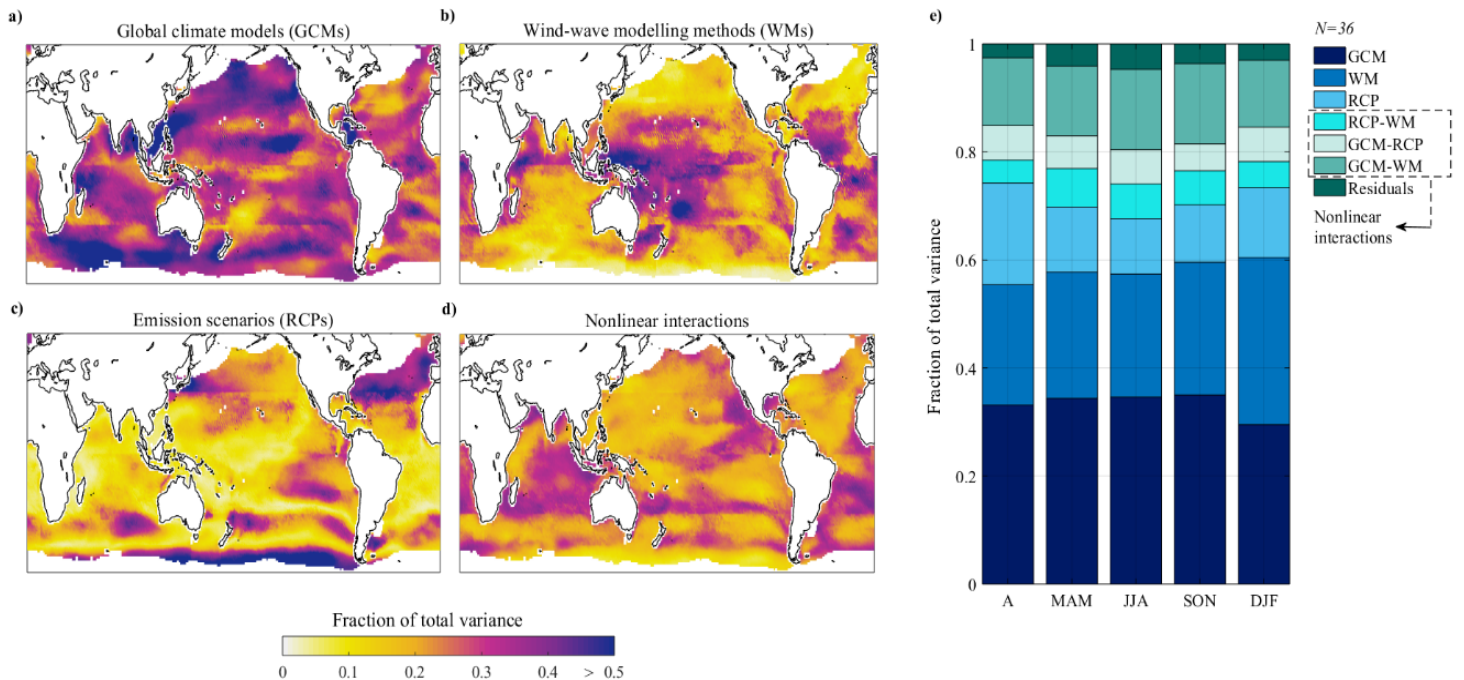 a)
Global climate models (GCMs)
b)
Wind-wave modelling methods (WMs)
c)
Emission scenarios (RCPs)
d)
Nonlinear interactions
Fraction of total variance
0 0.1 0.2 0.3 0.4 > 0.5
e)
Fraction of total variance
1
0.8
0.6
0.4
0.2
0
A MAM JJA SON DJF
N=36
GCM
WM
RCP
RCP-WM
GCM-RCP
GCM-WM
Residuals
Nonlinear
interactions